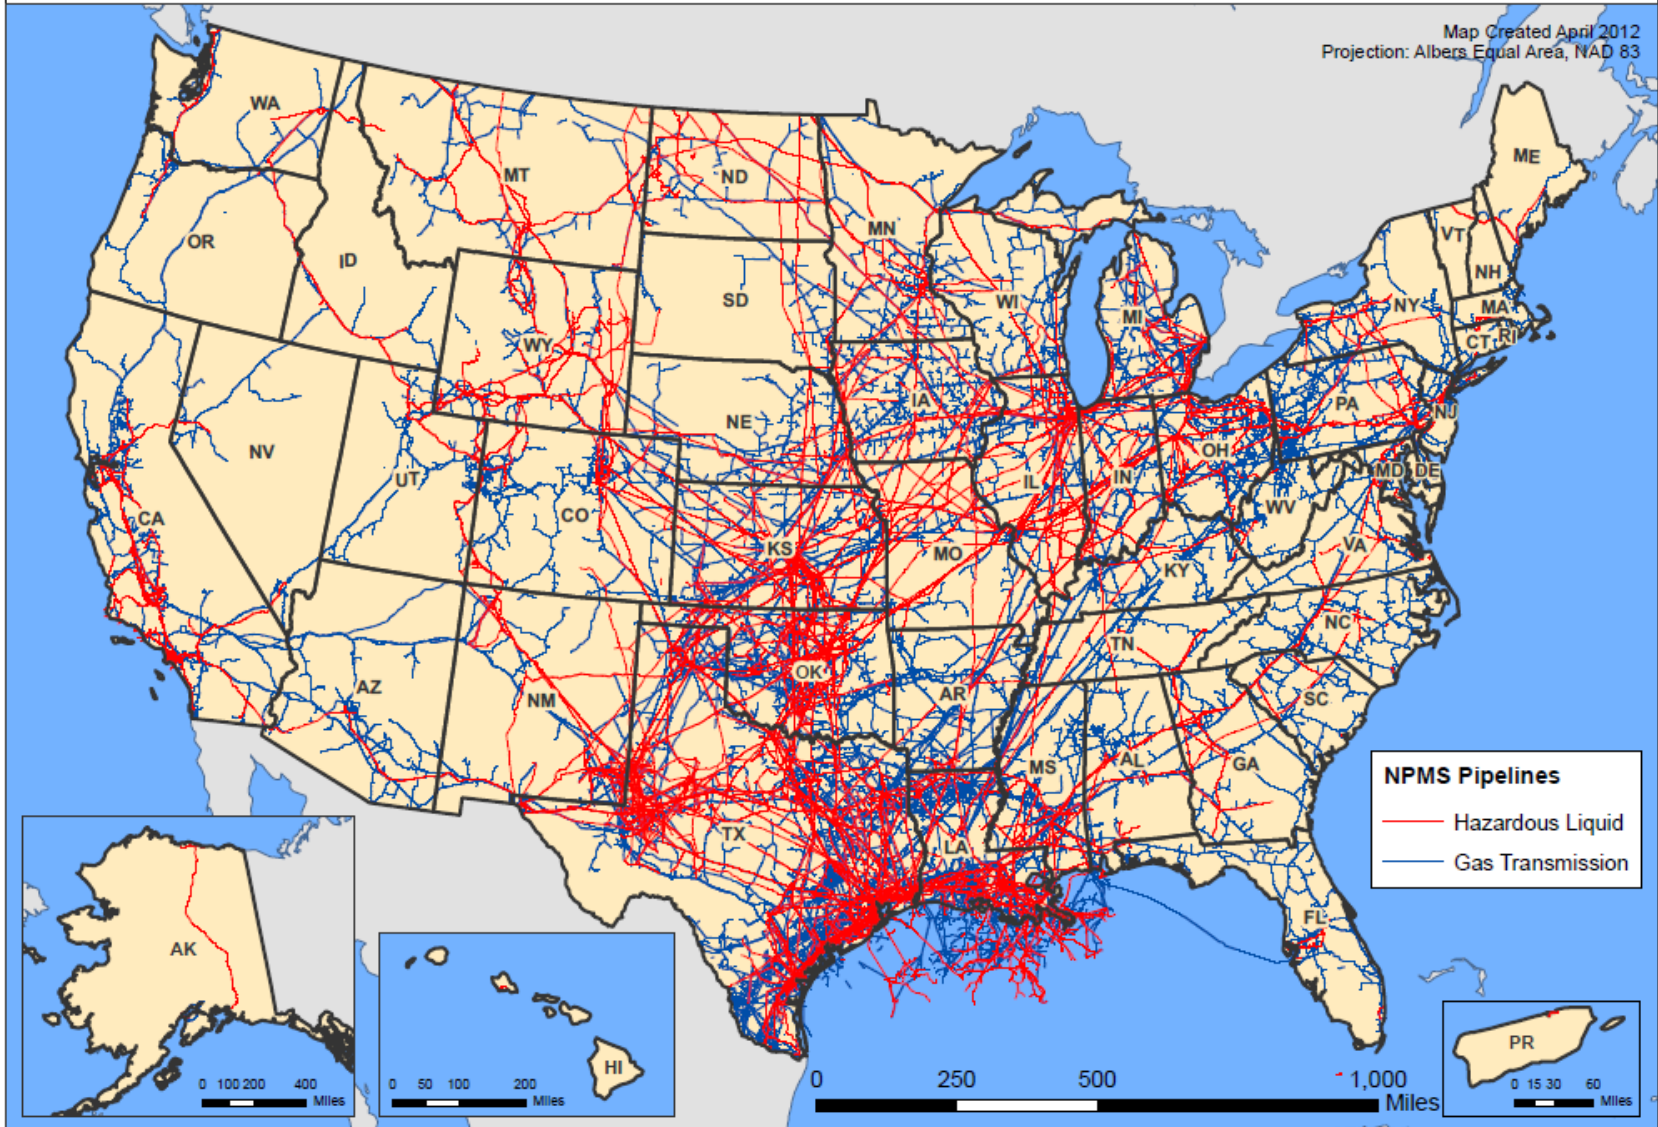 Map Created April 2012
Projection: Albers Equal Area, NAD 83
WA
MT
ND
MN
ME
OR
ID
SD
WI
MI
VT
NH
NY
MA
CT
RI
WY
NE
IA
PA
NJ
NV
UT
CO
IL
IN
OH
MD
DE
WV
CA
KS
MO
KY
VA
AZ
NM
OK
AR
TN
NC
SC
MS
AL
GA
TX
LA
FL
NPMS Pipelines
Hazardous Liquid
Gas Transmission
AK
0 100 200 400
Miles
HI
0 50 100 200
Miles
0 250 500 1,000
Miles
PR
0 15 30 60
Miles